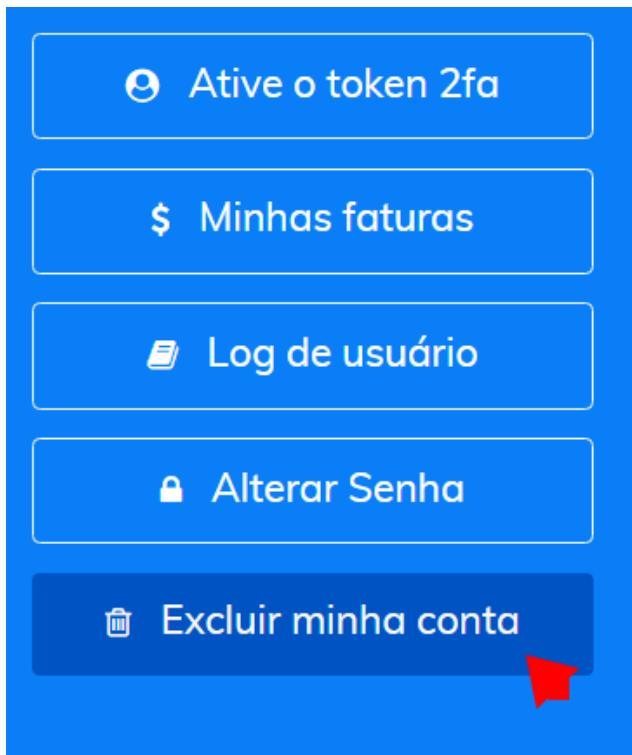 Ative o token 2fa
$ Minhas faturas
Log de usuário
Alterar Senha
Excluir minha conta